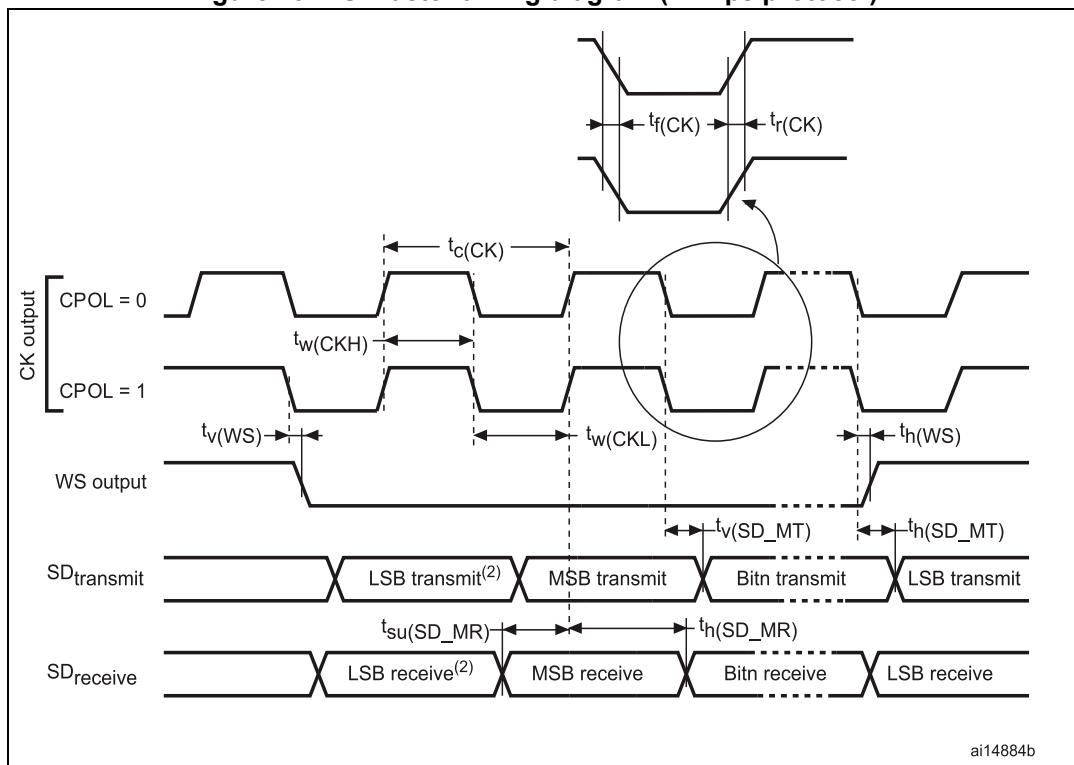 tf(CK)
tr(CK)
tc(CK)
CK output
CPOL = 0
tw(CKH)
CPOL = 1
tv(WS)
tw(CKL)
th(WS)
WS output
tv(SD_MT)
th(SD_MT)
SDtransmit
LSB transmit(2)
MSB transmit
Bitn transmit
LSB transmit
tsu(SD_MR)
th(SD_MR)
SDreceive
LSB receive(2)
MSB receive
Bitn receive
LSB receive
ai14884b